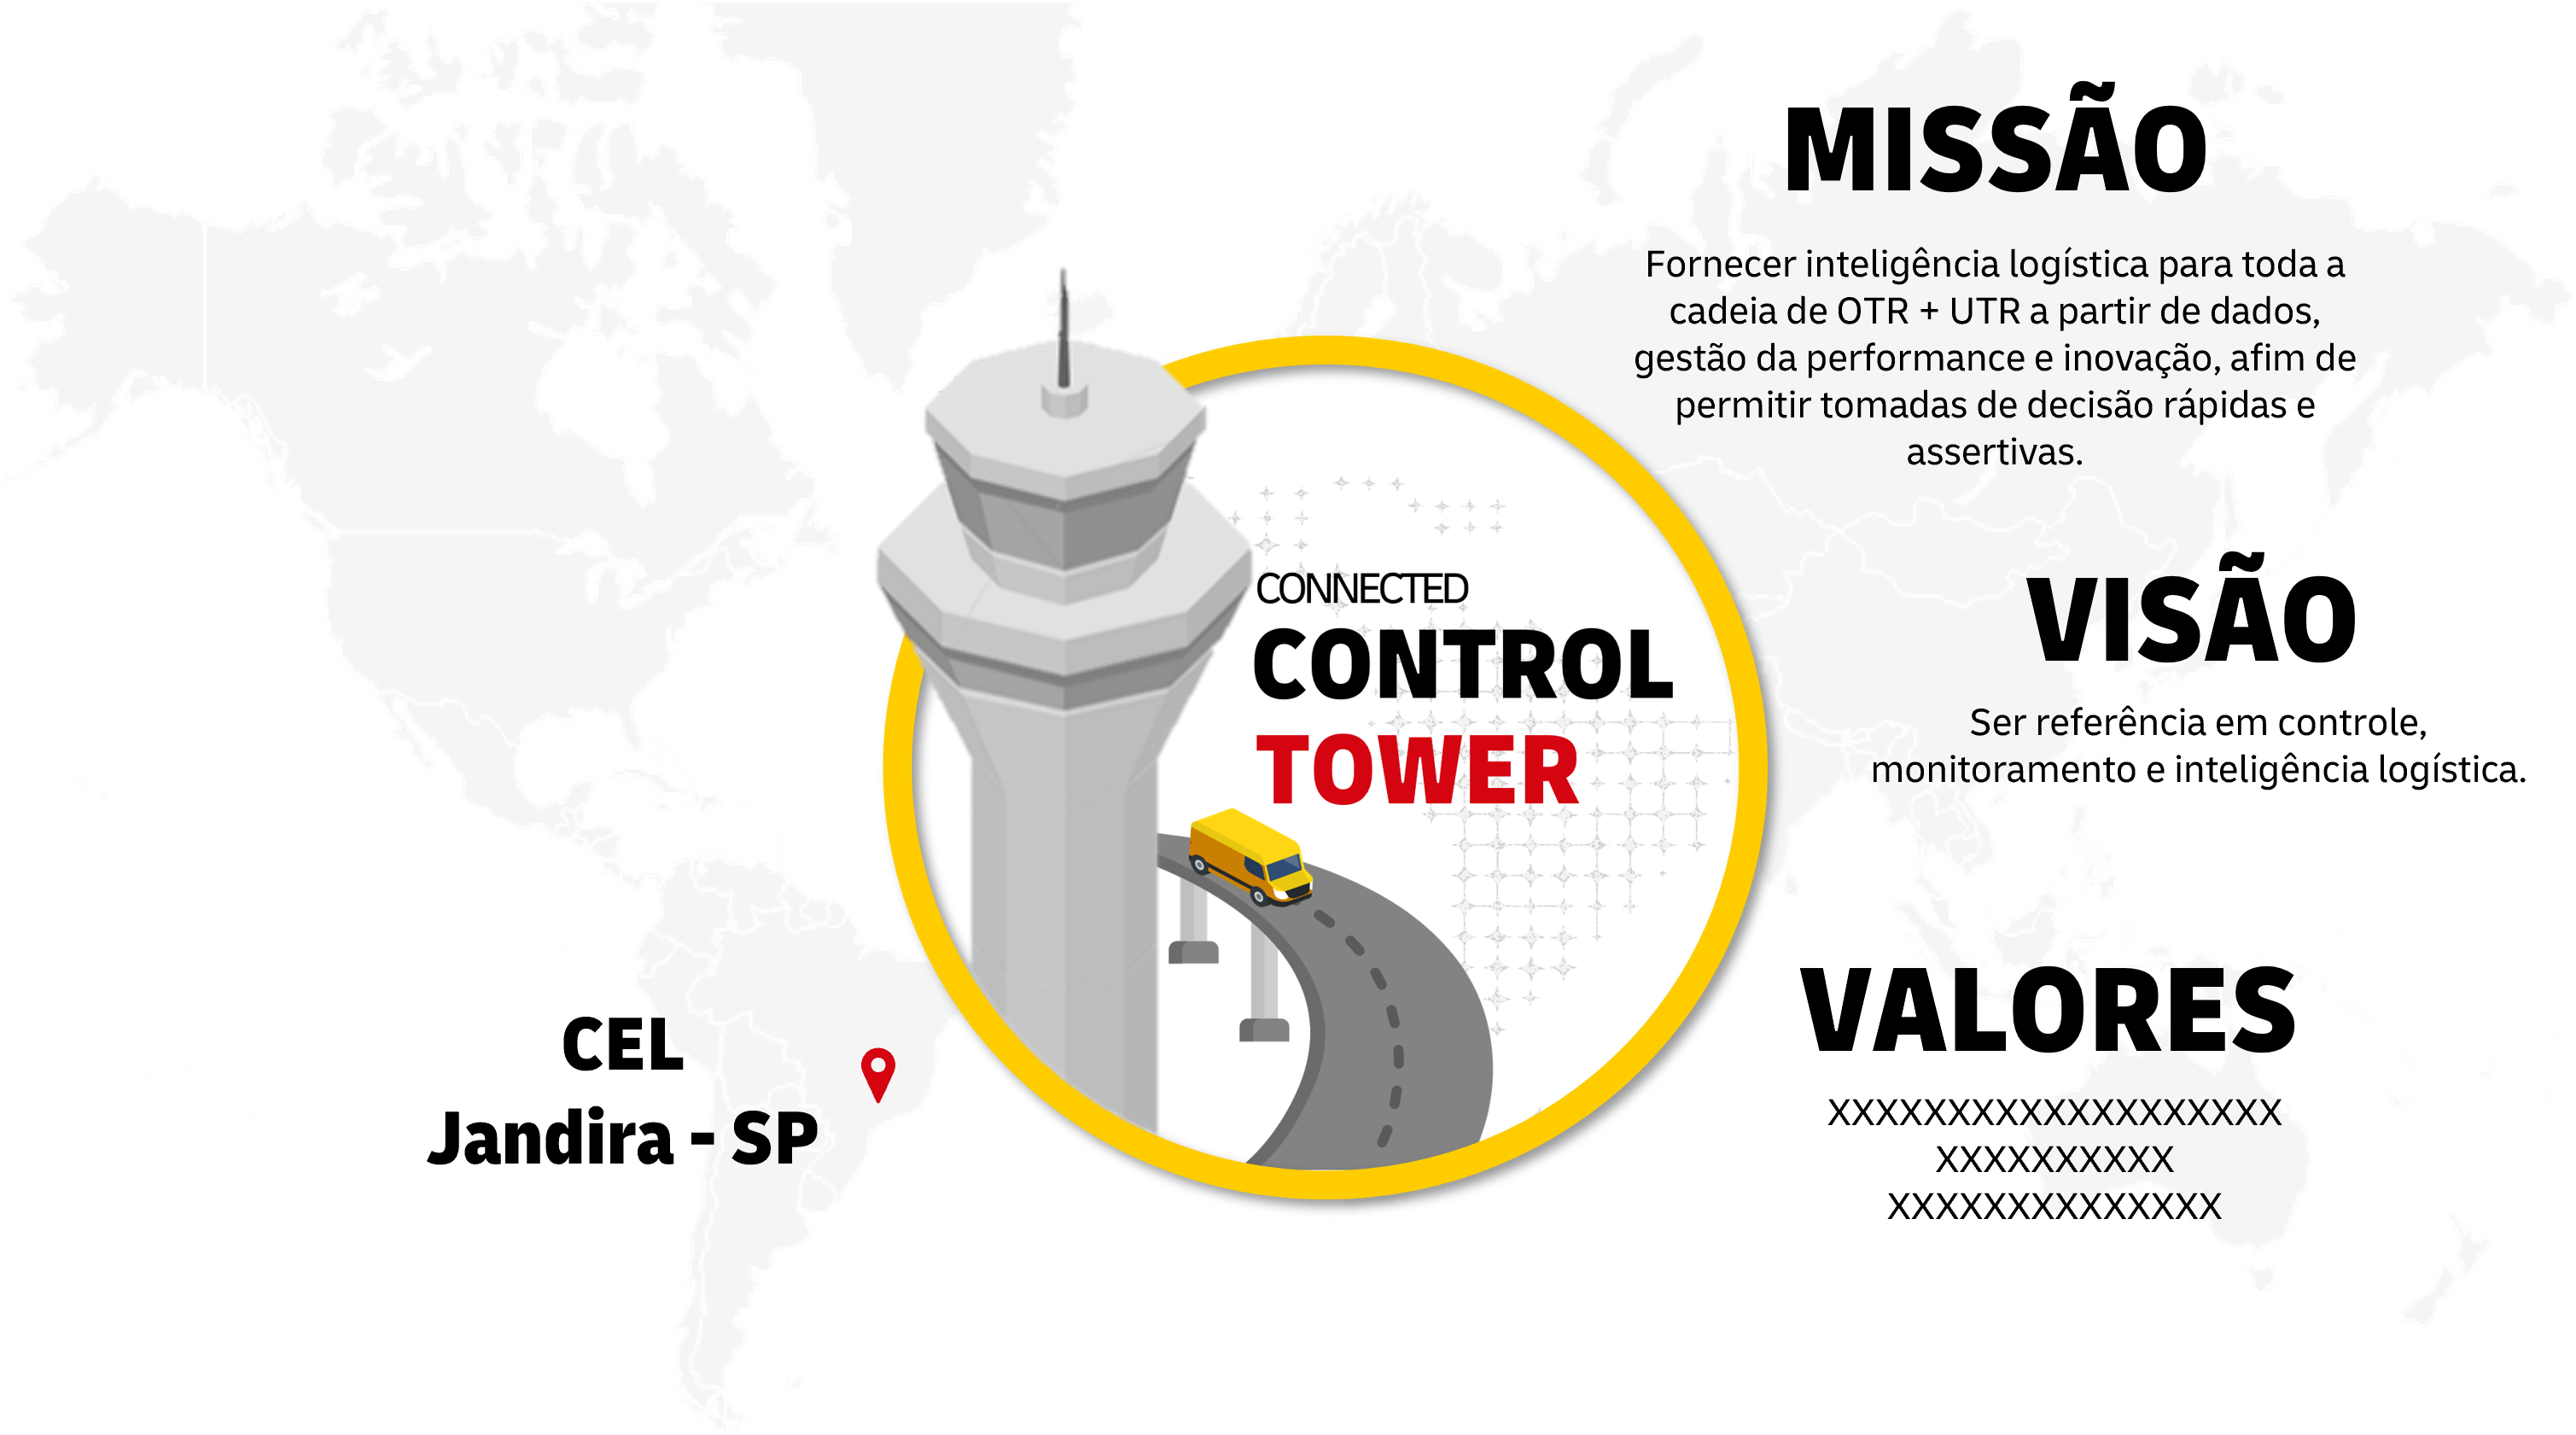 MISSÃO
Fornecer inteligência logística para toda a
cadeia de OTR + UTR a partir de dados,
gestão da performance e inovação, afim de
permitir tomadas de decisão rápidas e
assertivas.
CONNECTED
CONTROL
TOWER
VISÃO
Ser referência em controle,
monitoramento e inteligência logística.
CEL
Jandira - SP
VALORES
XXXXXXXXXXXXXXXXXXX
XXXXXXXXXX
XXXXXXXXXXXXXX